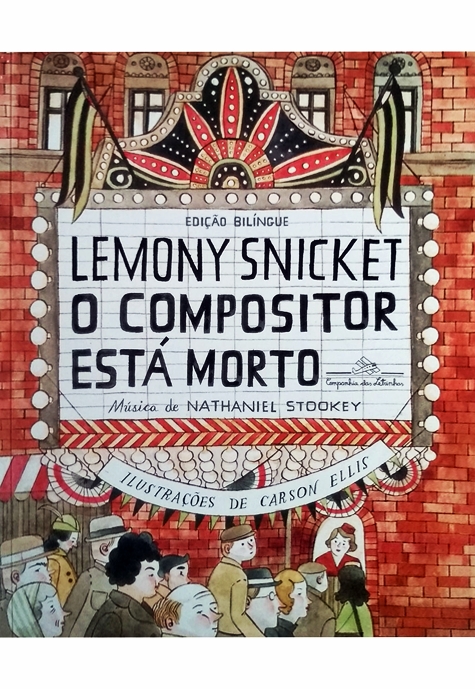 EDIÇÃO BILÍNGUE
LEMONY SNICKET
O COMPOSITOR
ESTÁ MORTO
Companhia das Letrinhas
Música de NATHANIEL STOOKEY
ILUSTRAÇÕES DE CARSON ELLIS